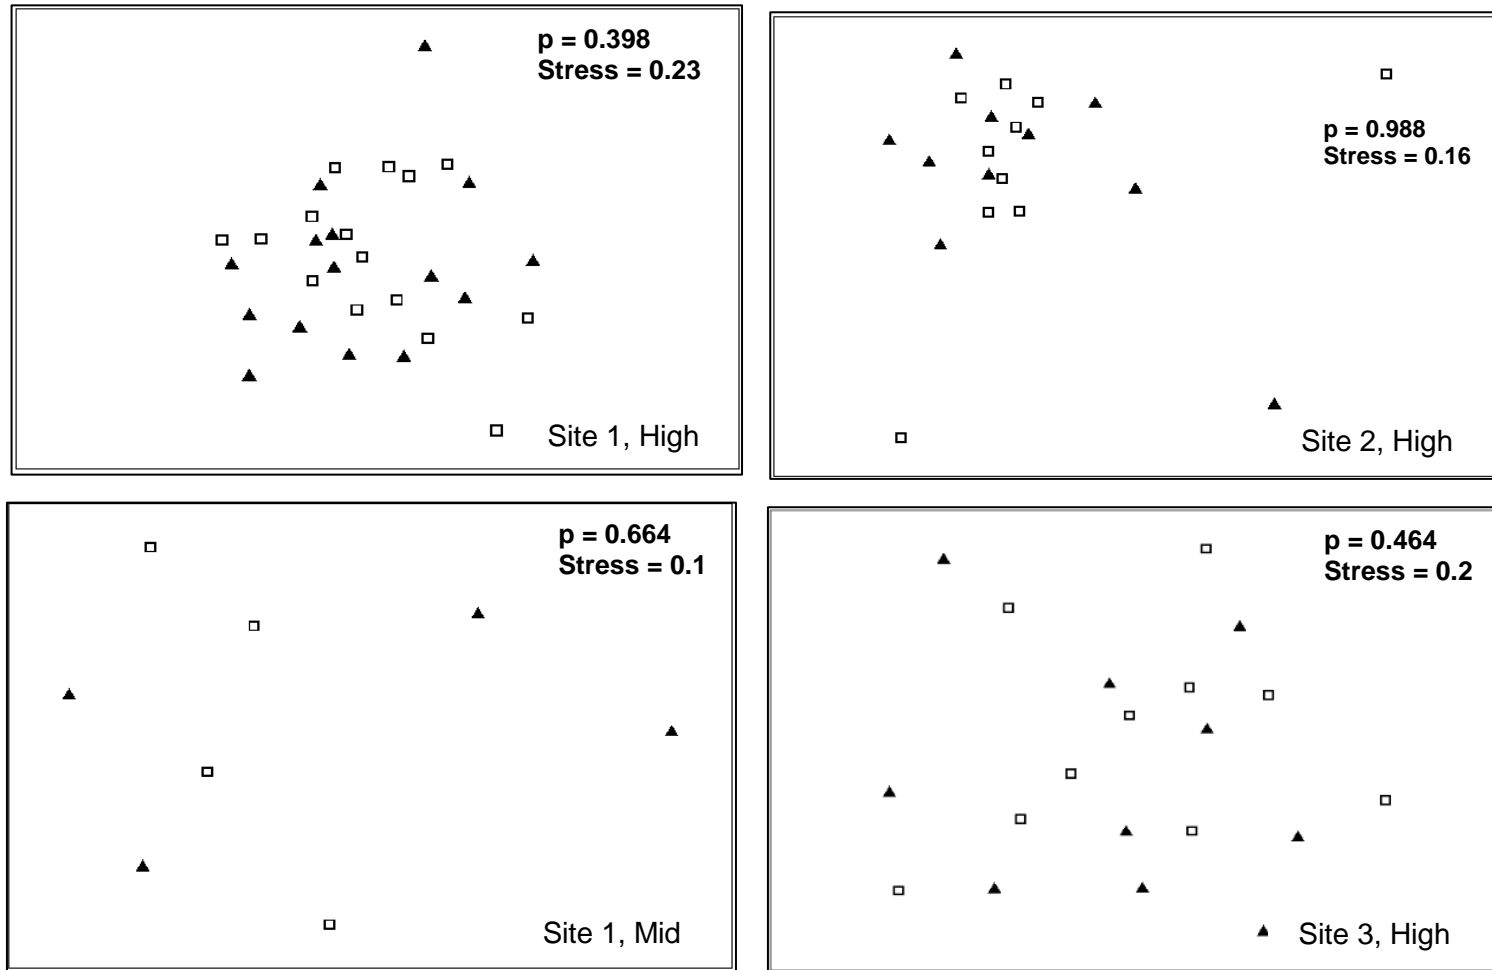 p = 0.398
Stress = 0.23
Site 1, High
p = 0.988
Stress = 0.16
Site 2, High
p = 0.664
Stress = 0.1
Site 1, Mid
p = 0.464
Stress = 0.2
Site 3, High